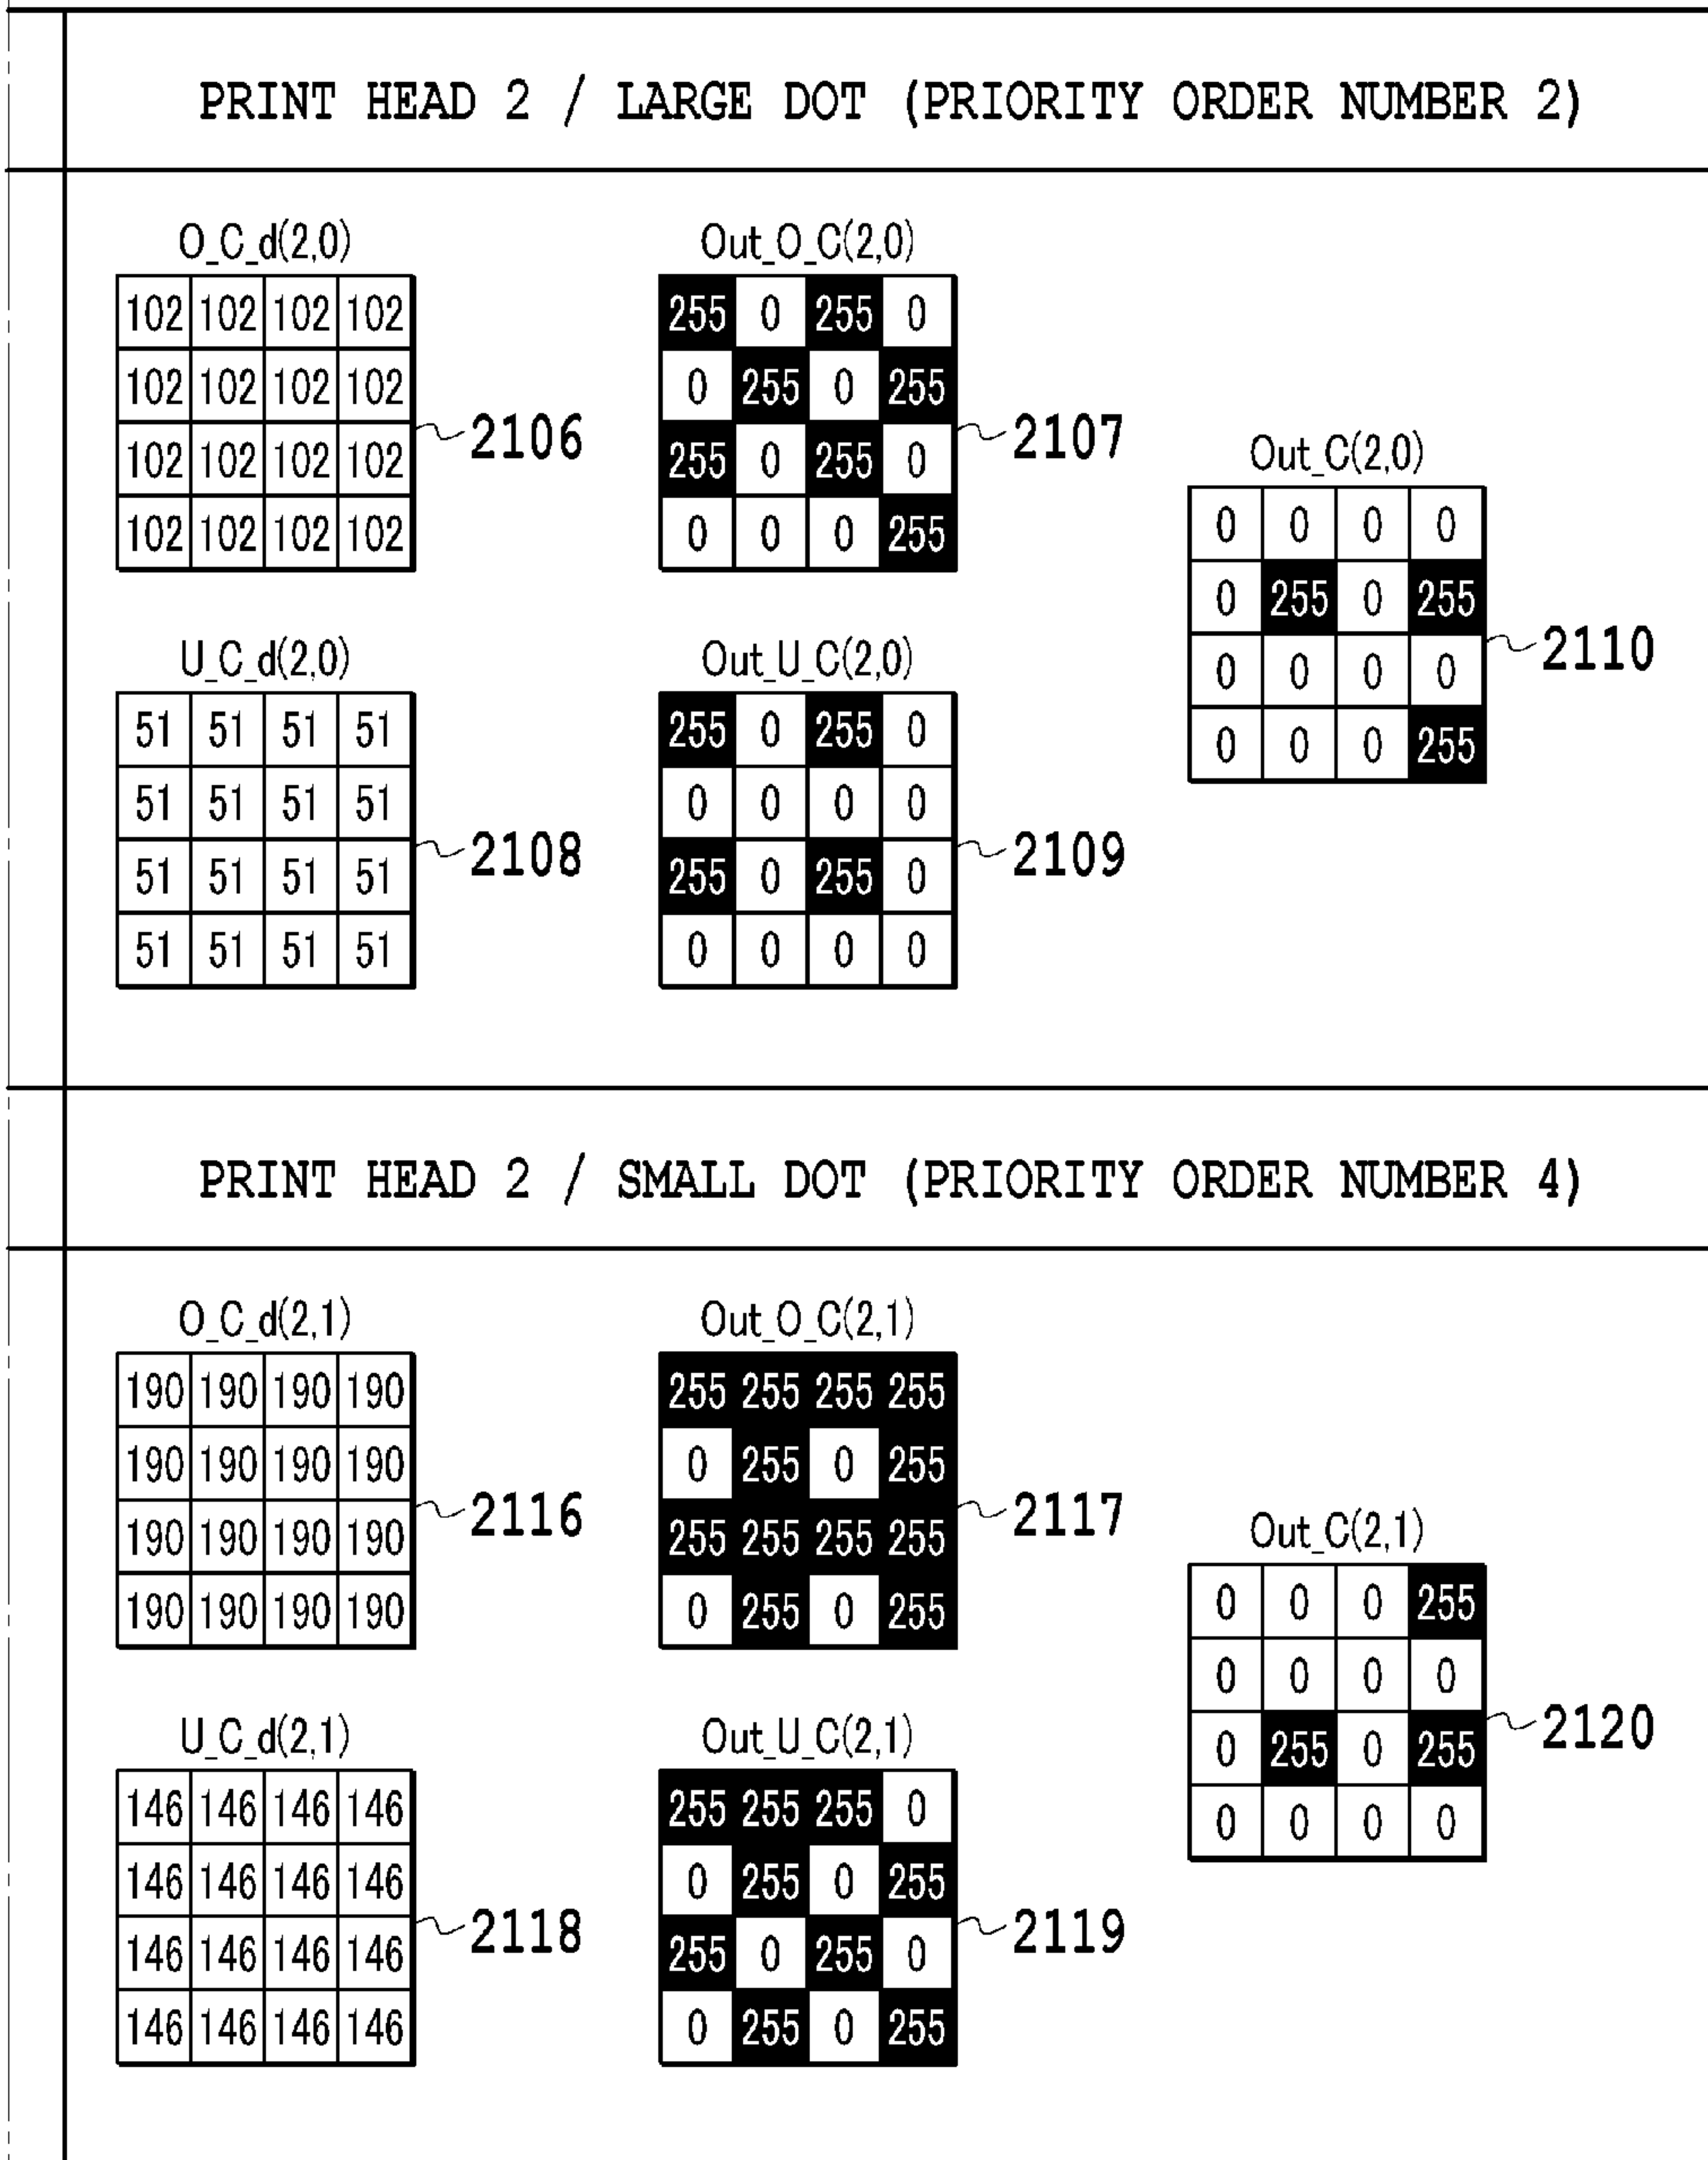 PRINT HEAD 2 / LARGE DOT (PRIORITY ORDER NUMBER 2)
O_C_d(2,0)
102 102 102 102
102 102 102 102
102 102 102 102
102 102 102 102
2106
Out_O_C(2,0)
255 0 255 0
0 255 0 255
255 0 255 0
0 0 0 255
2107
U_C_d(2,0)
51 51 51 51
51 51 51 51
51 51 51 51
51 51 51 51
2108
Out_U_C(2,0)
255 0 255 0
0 0 0 0
255 0 255 0
0 0 0 0
2109
Out_C(2,0)
0 0 0 0
0 255 0 255
0 0 0 0
0 0 0 255
2110
PRINT HEAD 2 / SMALL DOT (PRIORITY ORDER NUMBER 4)
O_C_d(2,1)
190 190 190 190
190 190 190 190
190 190 190 190
190 190 190 190
2116
Out_O_C(2,1)
255 255 255 255
0 255 0 255
255 255 255 255
0 255 0 255
2117
U_C_d(2,1)
146 146 146 146
146 146 146 146
146 146 146 146
146 146 146 146
2118
Out_U_C(2,1)
255 255 255 0
0 255 0 255
255 0 255 0
0 255 0 255
2119
Out_C(2,1)
0 0 0 255
0 0 0 0
0 255 0 255
0 0 0 0
2120